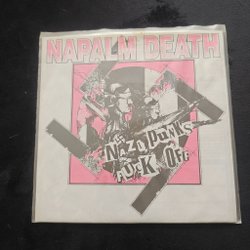 NAPALM DEATH
NAZI PUNKS
FUCK OFF